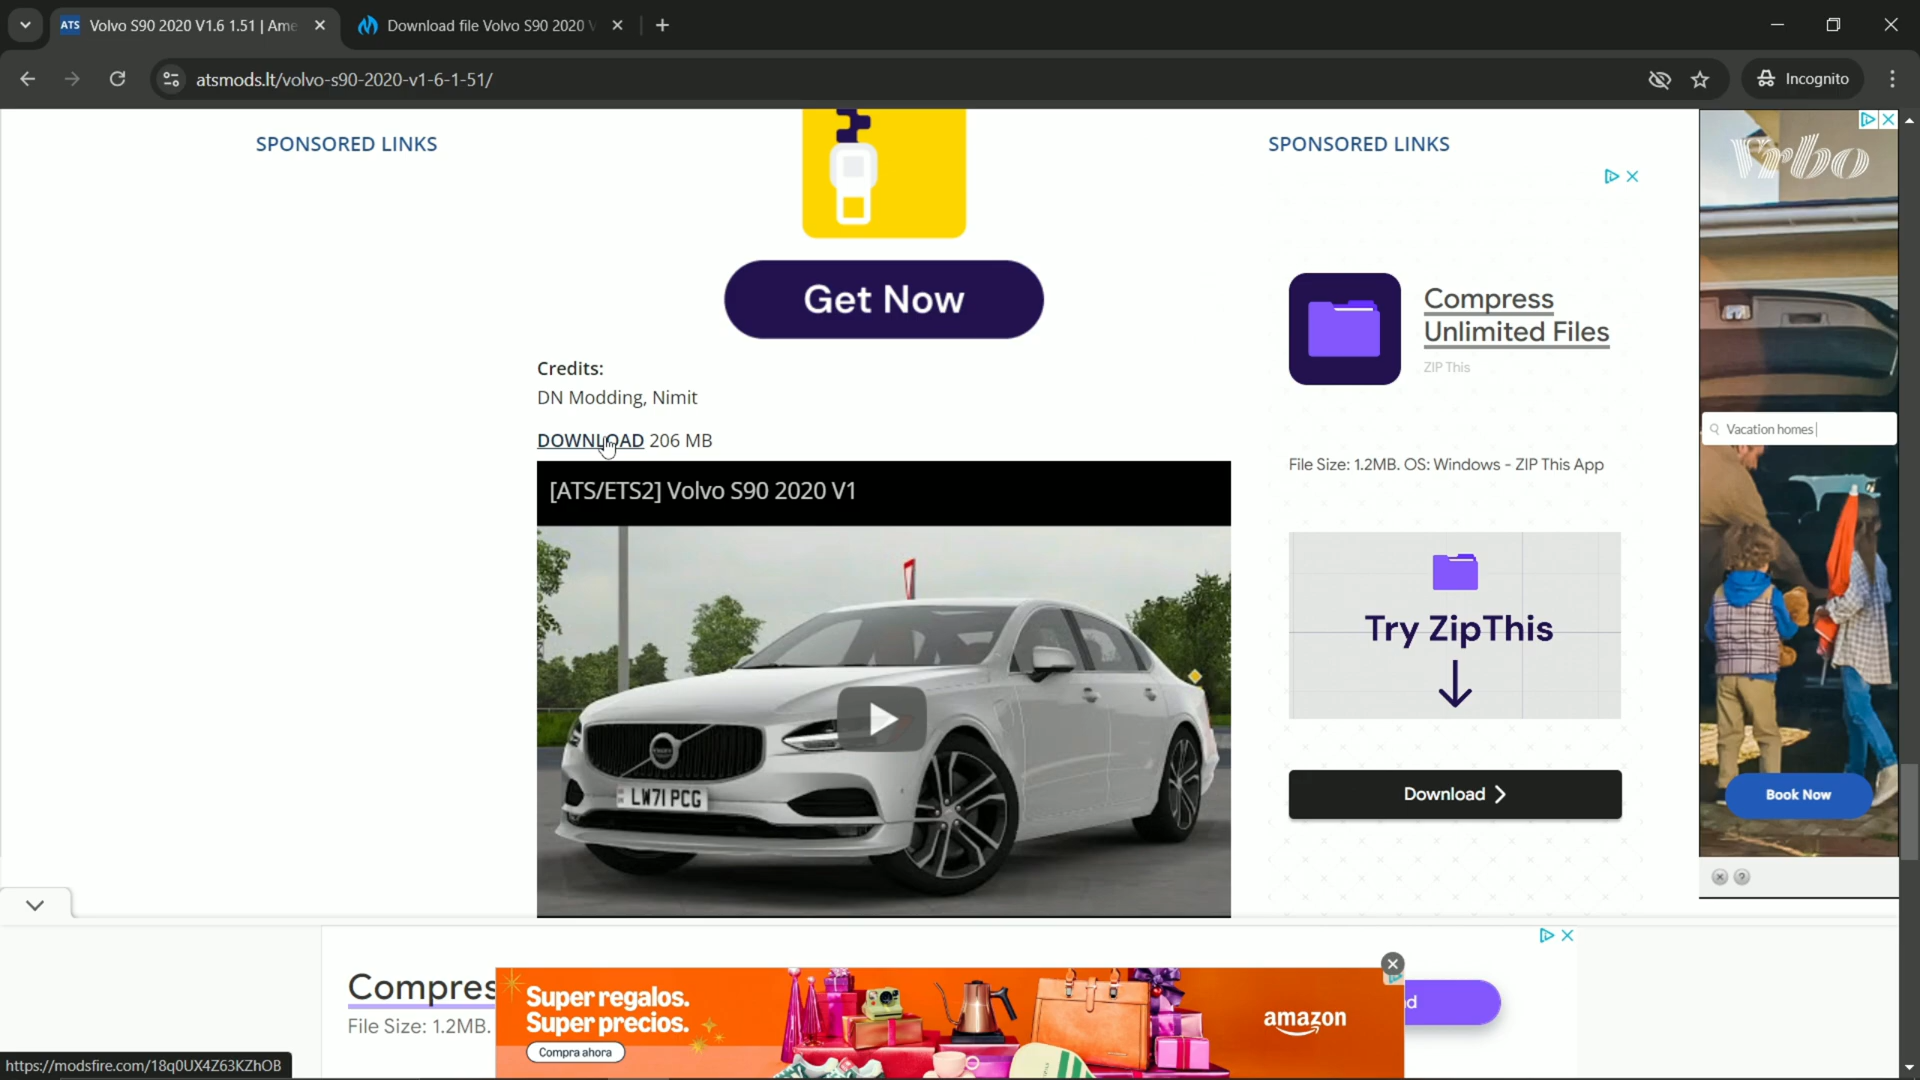 ATS Volvo S90 2020 V1.6 1.51 | Ame
Download file Volvo S90 2020 V
atsmods.lt/volvo-s90-2020-v1-6-1-51/
Incognito
SPONSORED LINKS
SPONSORED LINKS
Vrbo
Get Now
Compress
Unlimited Files
ZIP This
Credits:
DN Modding, Nimit
DOWNLOAD 206 MB
Vacation homes
File Size: 1.2MB. OS: Windows - ZIP This App
[ATS/ETS2] Volvo S90 2020 V1
Try ZipThis
LW71 PCG
Download
Book Now
Compres
File Size: 1.2MB.
Super regalos.
Super precios.
Compra ahora
amazon
d
https://modsfire.com/18q0UX4Z63KZhOB